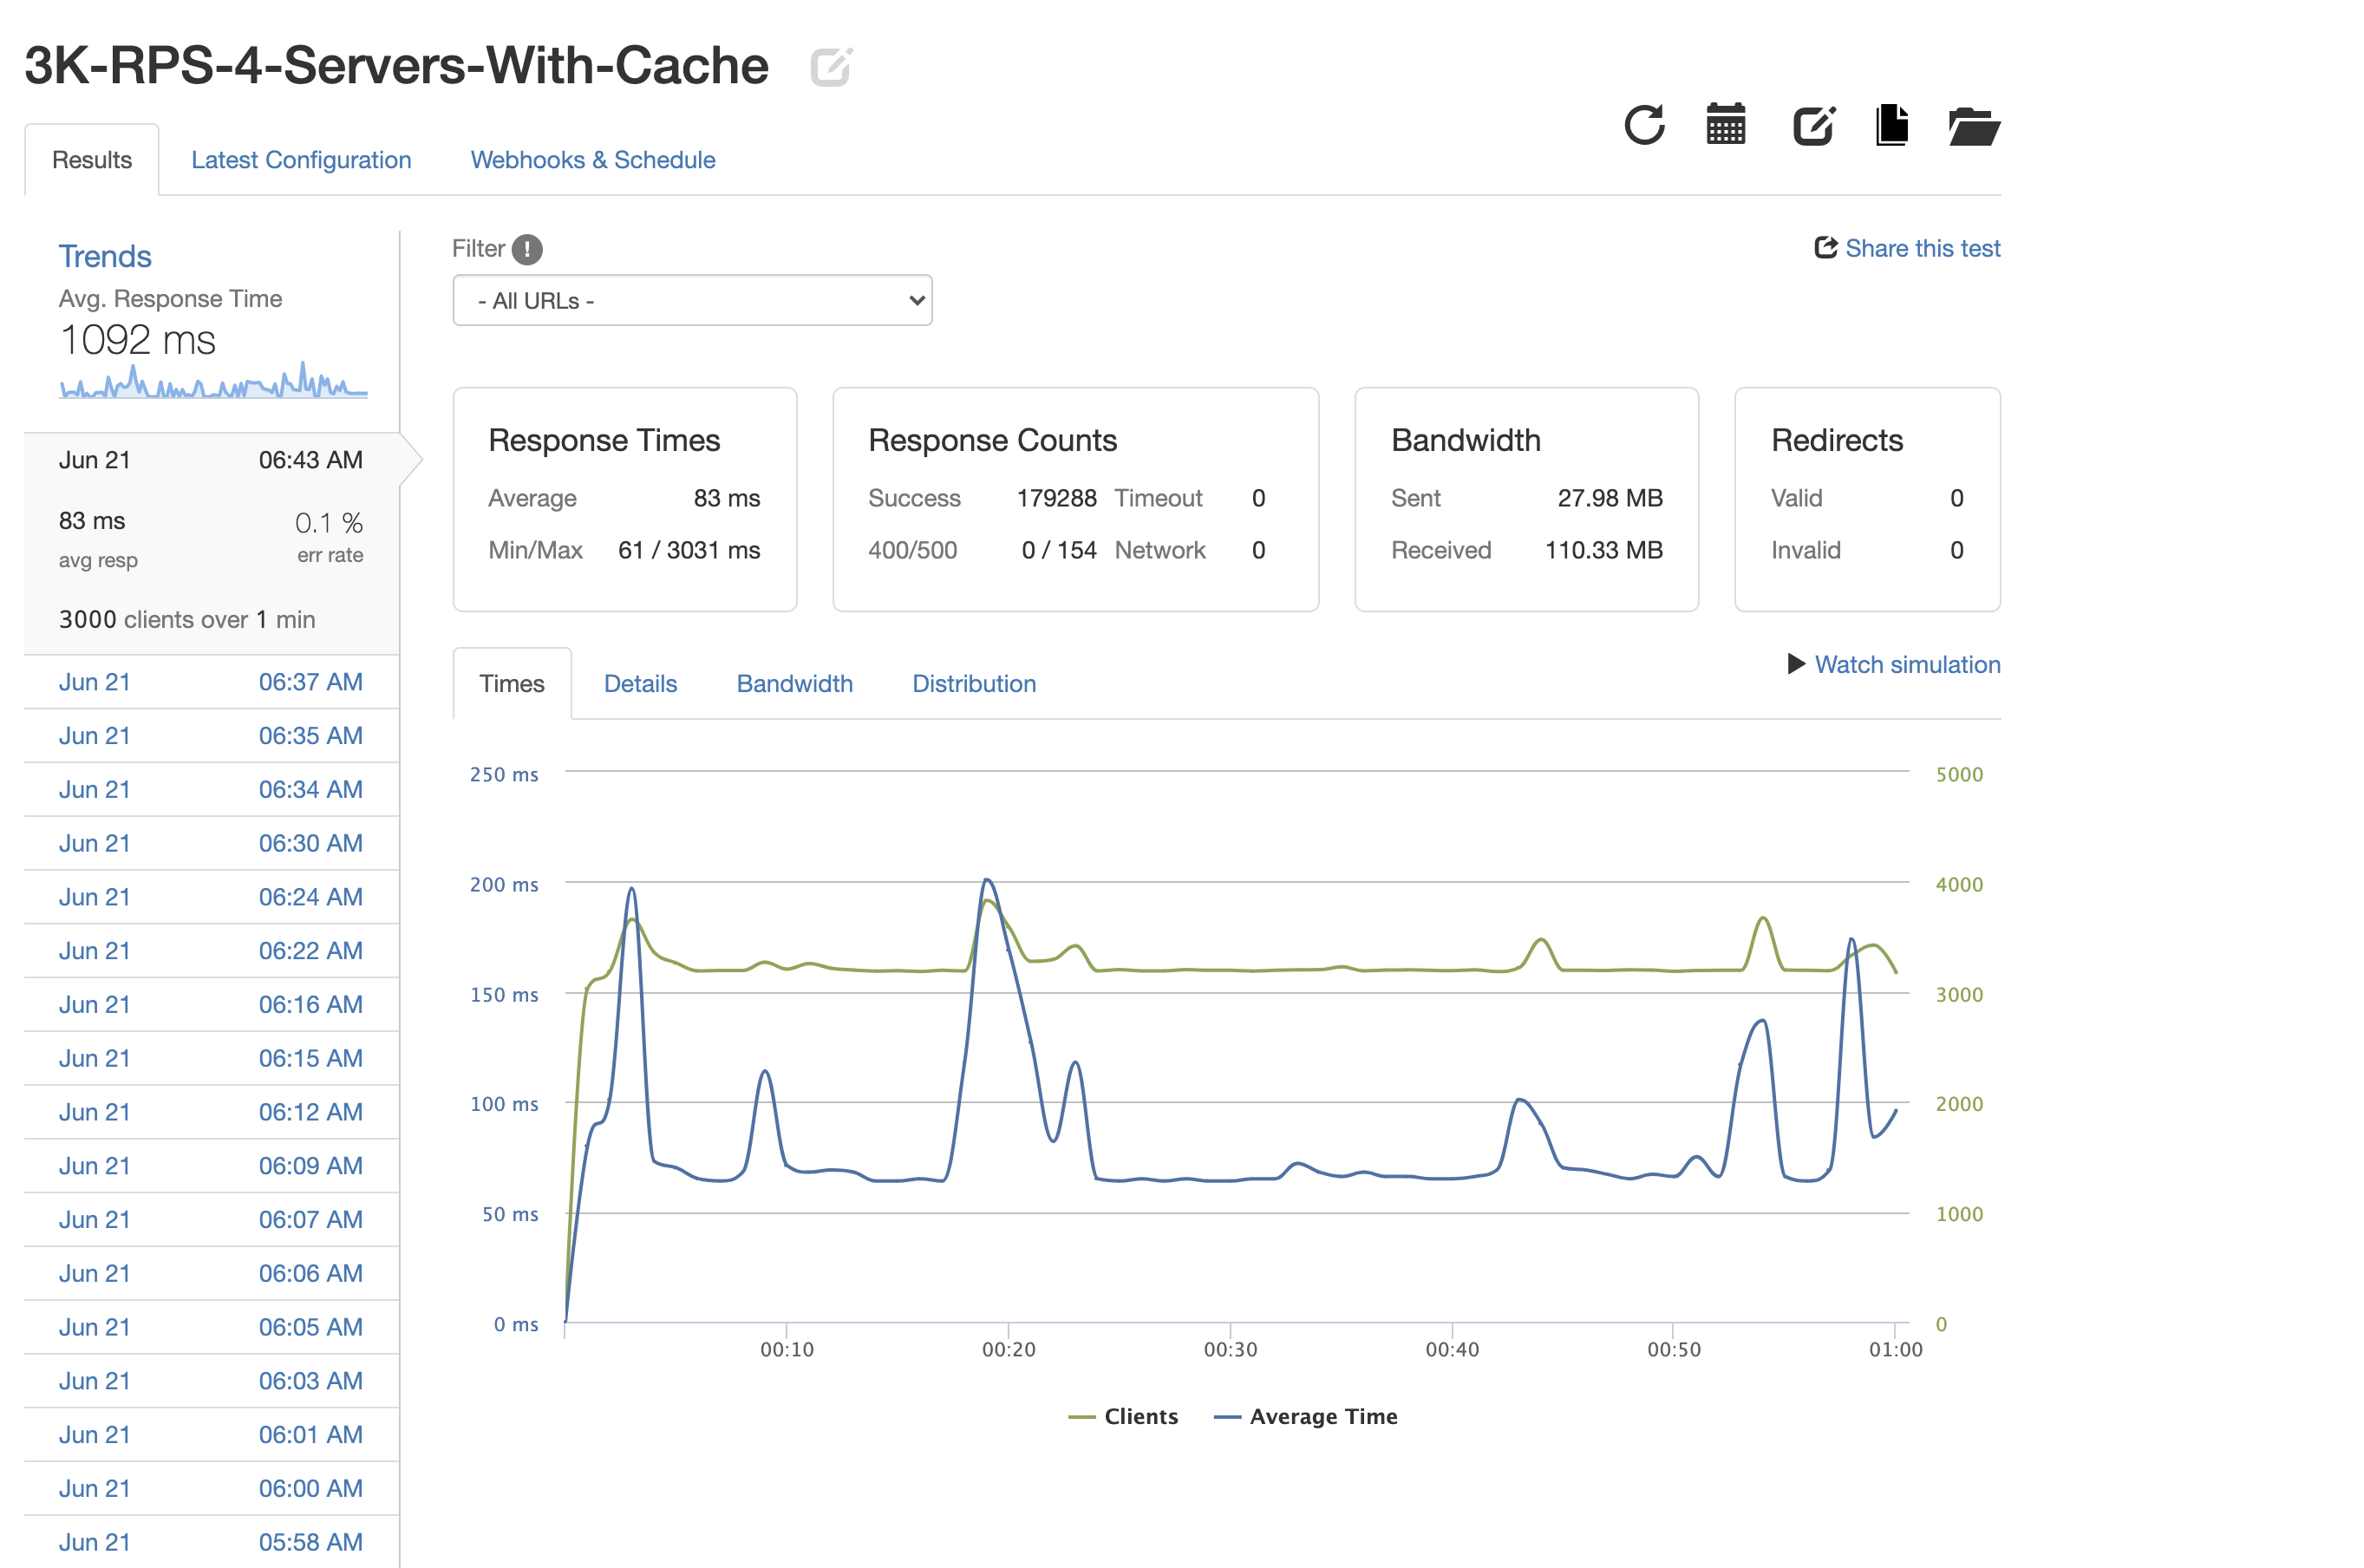 3K-RPS-4-Servers-With-Cache
Results Latest Configuration Webhooks & Schedule
Trends
Avg. Response Time
1092 ms
Jun 21 06:43 AM
83 ms 0.1 %
avg resp err rate
3000 clients over 1 min
Jun 21 06:37 AM
Jun 21 06:35 AM
Jun 21 06:34 AM
Jun 21 06:30 AM
Jun 21 06:24 AM
Jun 21 06:22 AM
Jun 21 06:16 AM
Jun 21 06:15 AM
Jun 21 06:12 AM
Jun 21 06:09 AM
Jun 21 06:07 AM
Jun 21 06:06 AM
Jun 21 06:05 AM
Jun 21 06:03 AM
Jun 21 06:01 AM
Jun 21 06:00 AM
Jun 21 05:58 AM
Filter !
Share this test
- All URLs -
Response Times
Average 83 ms
Min/Max 61 / 3031 ms
Response Counts
Success 179288 Timeout 0
400/500 0 / 154 Network 0
Bandwidth
Sent 27.98 MB
Received 110.33 MB
Redirects
Valid 0
Invalid 0
Times Details Bandwidth Distribution
Watch simulation
250 ms 5000
200 ms 4000
150 ms 3000
100 ms 2000
50 ms 1000
0 ms 0
00:10 00:20 00:30 00:40 00:50 01:00
Clients Average Time